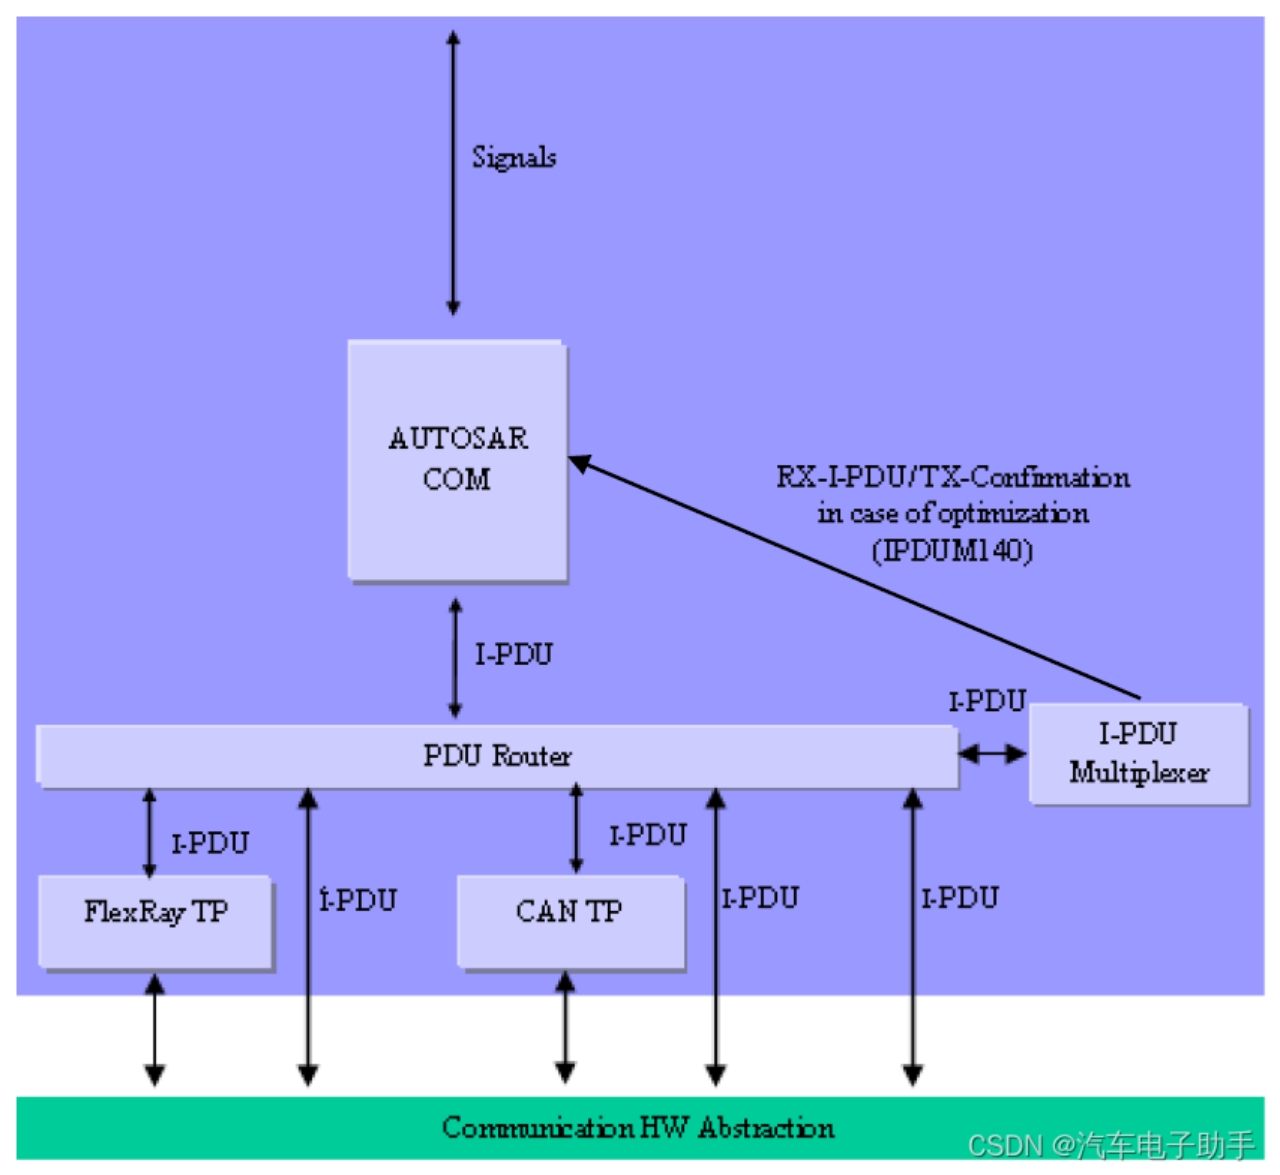 Signals
AUTOSAR
COM
RX-I-PDU/TX-Confirmation
in case of optimization
(IPDUM140)
I-PDU
I-PDU
PDU Router
I-PDU
Multiplexer
I-PDU
I-PDU
FlexRay TP
I-PDU
CAN TP
I-PDU
I-PDU
Communication HW Abstraction
CSDN @汽车电子助手